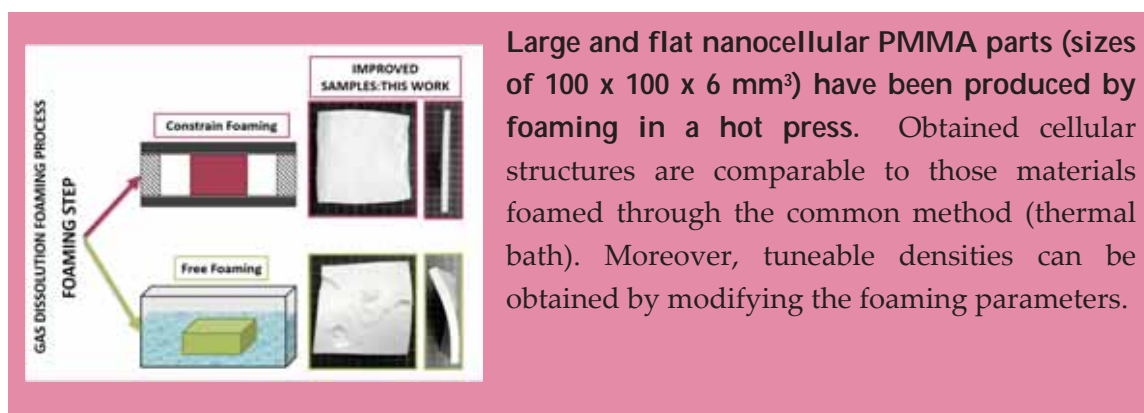 GAS DISSOLUTION FOAMING PROCESS
FOAMING STEP
IMPROVED
SAMPLES:THIS WORK
Constrain Foaming
Free Foaming
Large and flat nanocellular PMMA parts (sizes
of 100 x 100 x 6 mm³) have been produced by
foaming in a hot press. Obtained cellular
structures are comparable to those materials
foamed through the common method (thermal
bath). Moreover, tuneable densities can be
obtained by modifying the foaming parameters.